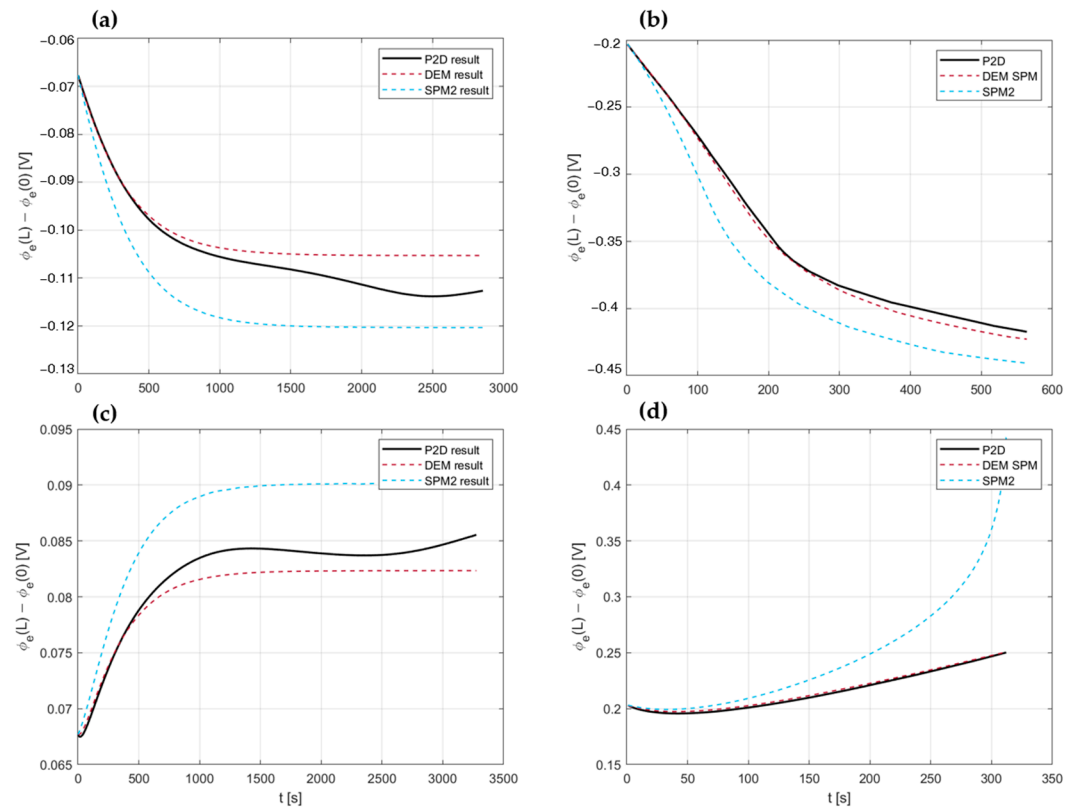 (a)
−0.06
−0.07
−0.08
−0.09
−0.10
−0.11
−0.12
−0.13
ϕe(L) − ϕe(0) [V]
P2D result
DEM result
SPM2 result
0 500 1000 1500 2000 2500 3000
(b)
−0.2
−0.25
−0.3
−0.35
−0.4
−0.45
ϕe(L) − ϕe(0) [V]
P2D
DEM SPM
SPM2
0 100 200 300 400 500 600
(c)
0.095
0.09
0.085
0.08
0.075
0.07
0.065
ϕe(L) − ϕe(0) [V]
P2D result
DEM result
SPM2 result
0 500 1000 1500 2000 2500 3000 3500
t [s]
(d)
0.45
0.4
0.35
0.3
0.25
0.2
0.15
ϕe(L) − ϕe(0) [V]
P2D
DEM SPM
SPM2
0 50 100 150 200 250 300 350
t [s]